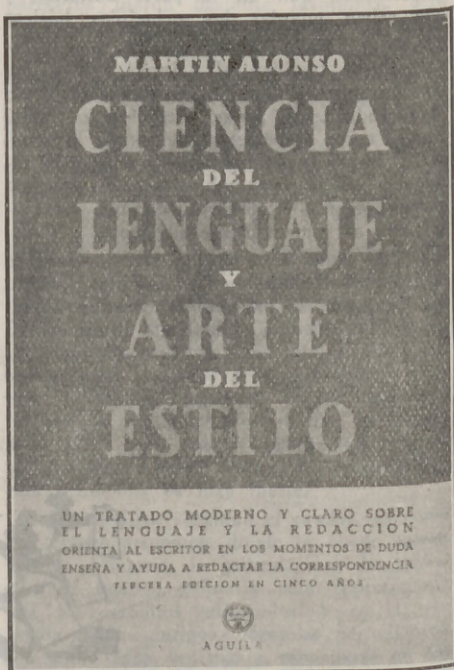 MARTIN ALONSO
CIENCIA
DEL
LENGUAJE
Y
ARTE
DEL
ESTILO
UN TRATADO MODERNO Y CLARO SOBRE
EL LENGUAJE Y LA REDACCION
ORIENTA AL ESCRITOR EN LOS MOMENTOS DE DUDA
ENSEÑA Y AYUDA A REDACTAR LA CORRESPONDENCIA
TERCERA EDICION EN CINCO AÑOS
AGUILA